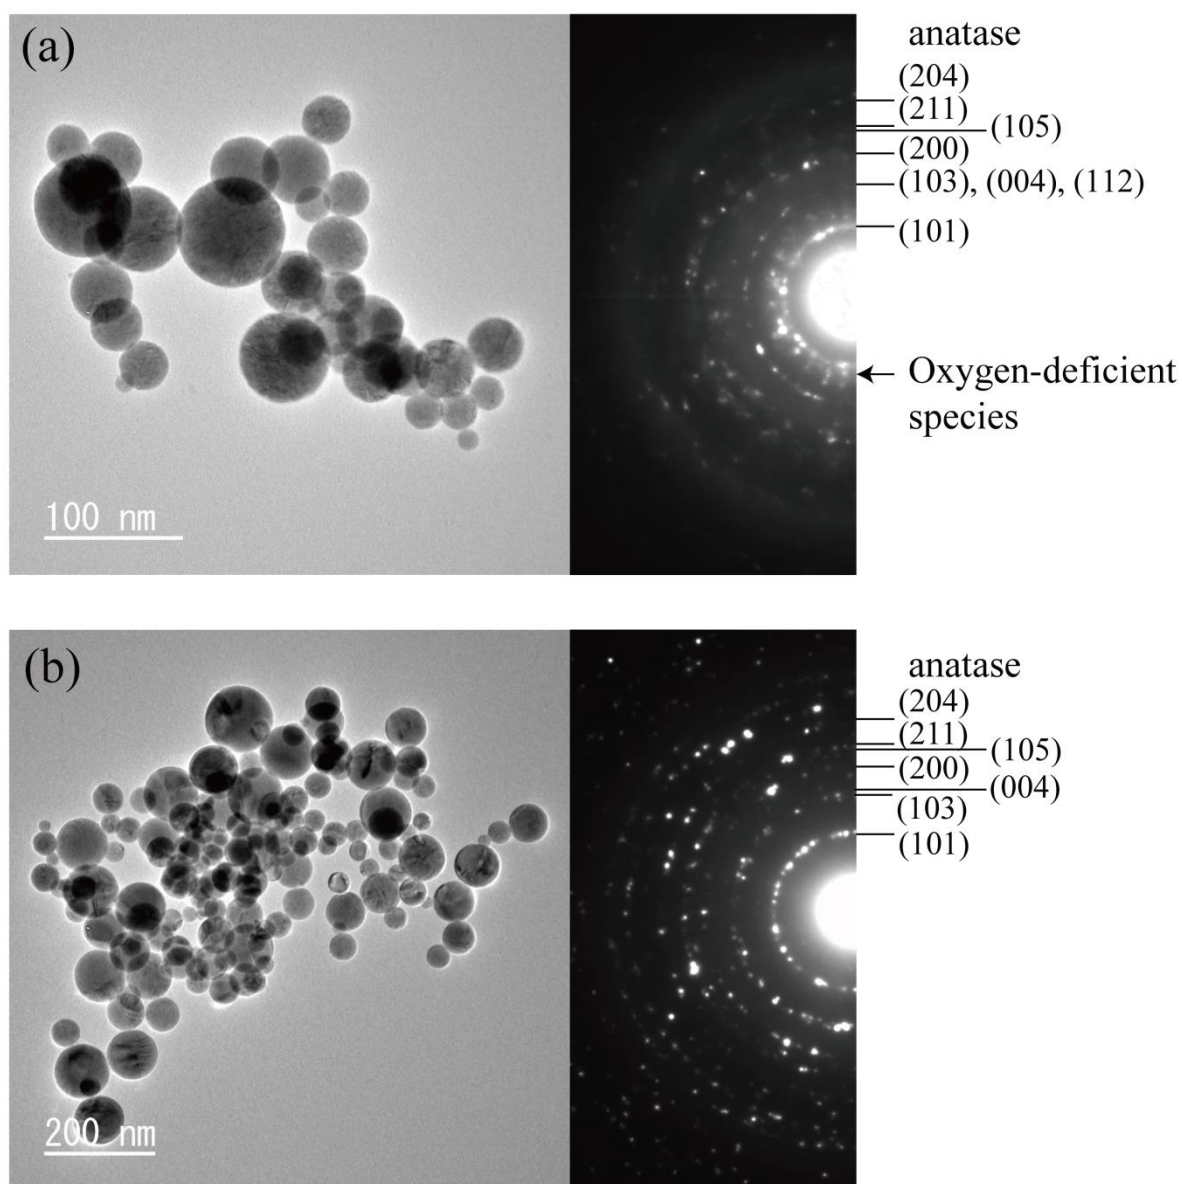 (a)
anatase
(204)
(211)
(105)
(200)
(103), (004), (112)
(101)
Oxygen-deficient
species
100 nm
(b)
anatase
(204)
(211)
(105)
(200)
(004)
(103)
(101)
200 nm